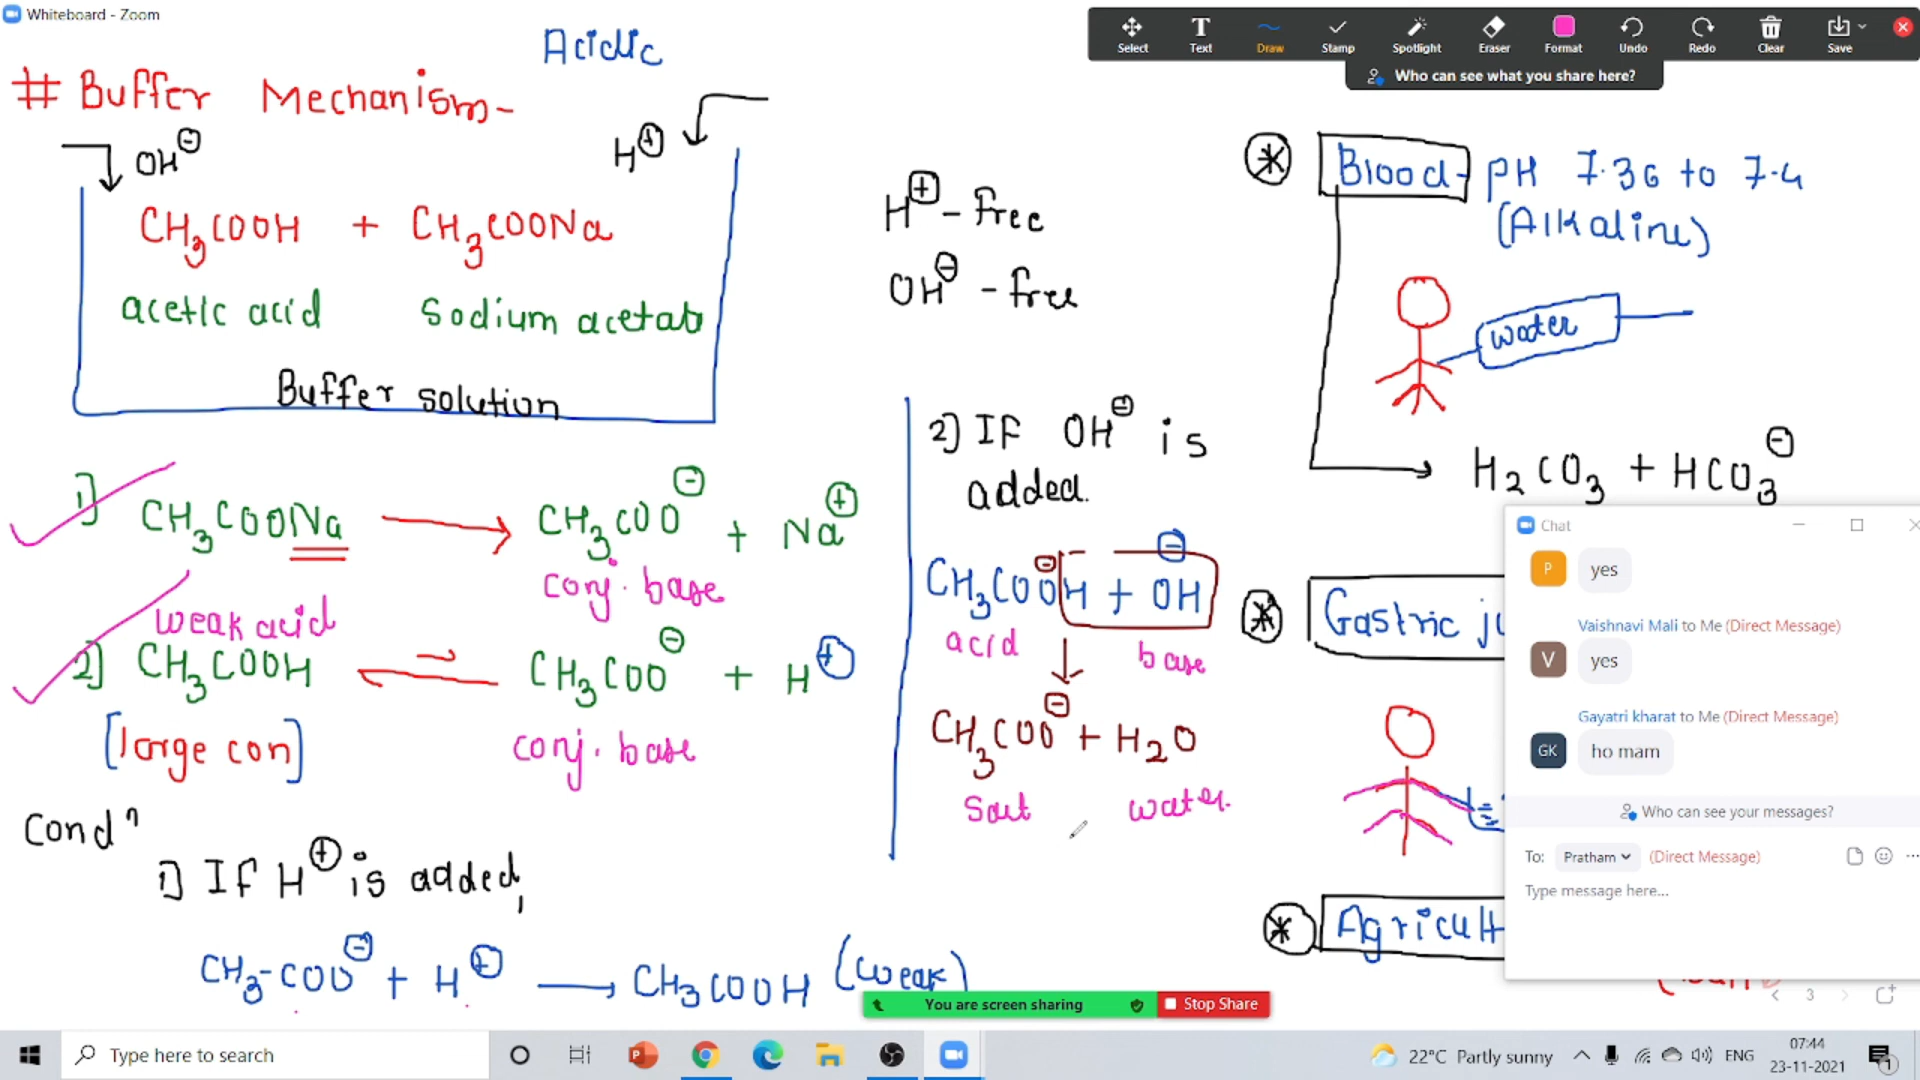 Whiteboard - Zoom
Select
Text
Draw
Stamp
Spotlight
Eraser
Format
Undo
Redo
Clear
Save
Who can see what you share here?
Acidic
# Buffer Mechanism-
OH⊖
H⊕
CH3COOH + CH3COONa
acetic acid Sodium acetate
Buffer solution
1] CH3COONa → CH3COO⊖ + Na⊕
conj. base
weak acid
2] CH3COOH ⇌ CH3COO⊖ + H⊕
[large con] conj. base
Condn
1] If H⊕ is added,
CH3-COO⊖ + H⊕ → CH3COOH (weak)
H⊕ - free
OH⊖ - free
2] If OH⊖ is
added.
CH3COO⊖H + OH⊖
acid base
↓
CH3COO⊖ + H2O
Salt water.
* Blood - pH 7.36 to 7.4
(Alkaline)
water
→ H2CO3 + HCO3⊖
* Gastric ju
* Agricult
Chat
P
yes
Vaishnavi Mali to Me (Direct Message)
V
yes
Gayatri kharat to Me (Direct Message)
GK
ho mam
Who can see your messages?
To: Pratham (Direct Message)
Type message here...
3
You are screen sharing
Stop Share
Type here to search
22°C Partly sunny
ENG
07:44
23-11-2021
1